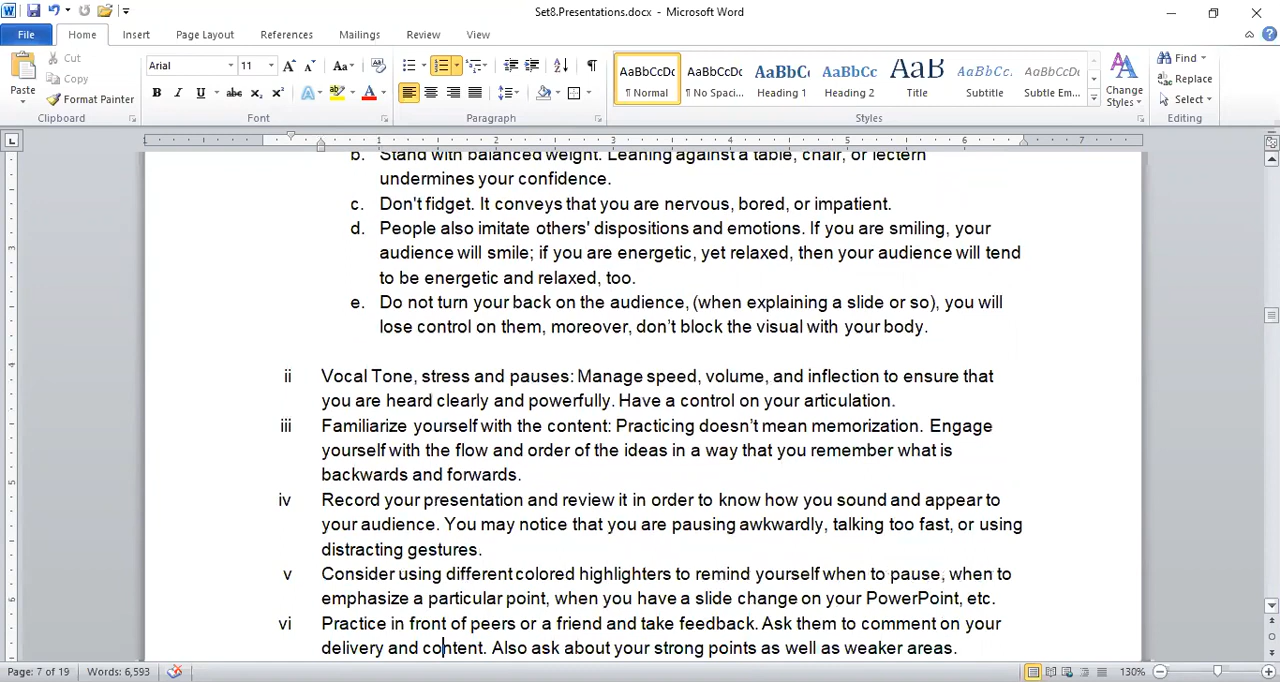 Set8.Presentations.docx - Microsoft Word
File Home Insert Page Layout References Mailings Review View
Cut
Copy
Format Painter
Paste
Clipboard
Arial 11
Font
Paragraph
AaBbCcDc AaBbCcDc AaBbC AaBbCc AaB AaBbCc. AaBbCcDc
¶ Normal ¶ No Spaci... Heading 1 Heading 2 Title Subtitle Subtle Em...
Styles
Change Styles
Find
Replace
Select
Editing
1 1 2 3 4 5 6 7
b. Stand with balanced weight. Leaning against a table, chair, or lectern
undermines your confidence.
c. Don't fidget. It conveys that you are nervous, bored, or impatient.
d. People also imitate others' dispositions and emotions. If you are smiling, your
audience will smile; if you are energetic, yet relaxed, then your audience will tend
to be energetic and relaxed, too.
e. Do not turn your back on the audience, (when explaining a slide or so), you will
lose control on them, moreover, don’t block the visual with your body.
ii Vocal Tone, stress and pauses: Manage speed, volume, and inflection to ensure that
you are heard clearly and powerfully. Have a control on your articulation.
iii Familiarize yourself with the content: Practicing doesn’t mean memorization. Engage
yourself with the flow and order of the ideas in a way that you remember what is
backwards and forwards.
iv Record your presentation and review it in order to know how you sound and appear to
your audience. You may notice that you are pausing awkwardly, talking too fast, or using
distracting gestures.
v Consider using different colored highlighters to remind yourself when to pause, when to
emphasize a particular point, when you have a slide change on your PowerPoint, etc.
vi Practice in front of peers or a friend and take feedback. Ask them to comment on your
delivery and content. Also ask about your strong points as well as weaker areas.
Page: 7 of 19 Words: 6,593 130%